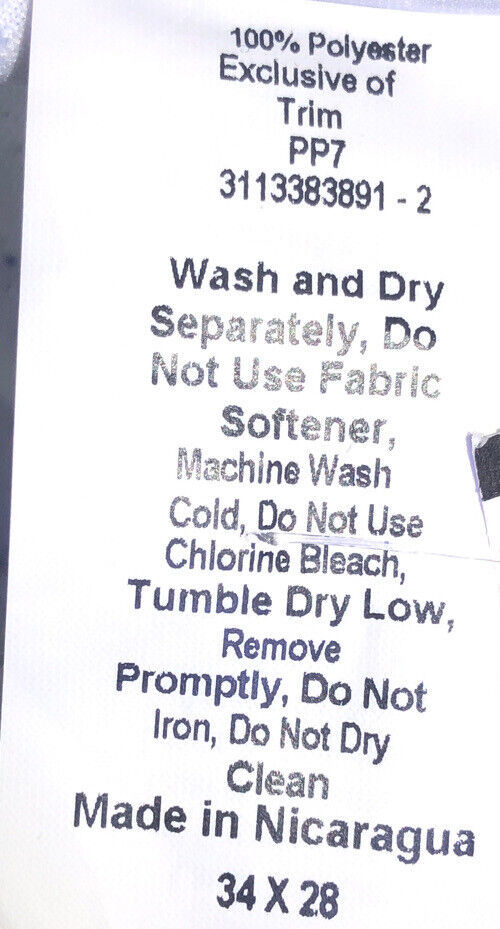 100% Polyester
Exclusive of
Trim
PP7
3113383891 - 2
Wash and Dry
Separately, Do
Not Use Fabric
Softener,
Machine Wash
Cold, Do Not Use
Chlorine Bleach,
Tumble Dry Low,
Remove
Promptly, Do Not
Iron, Do Not Dry
Clean
Made in Nicaragua
34 X 28